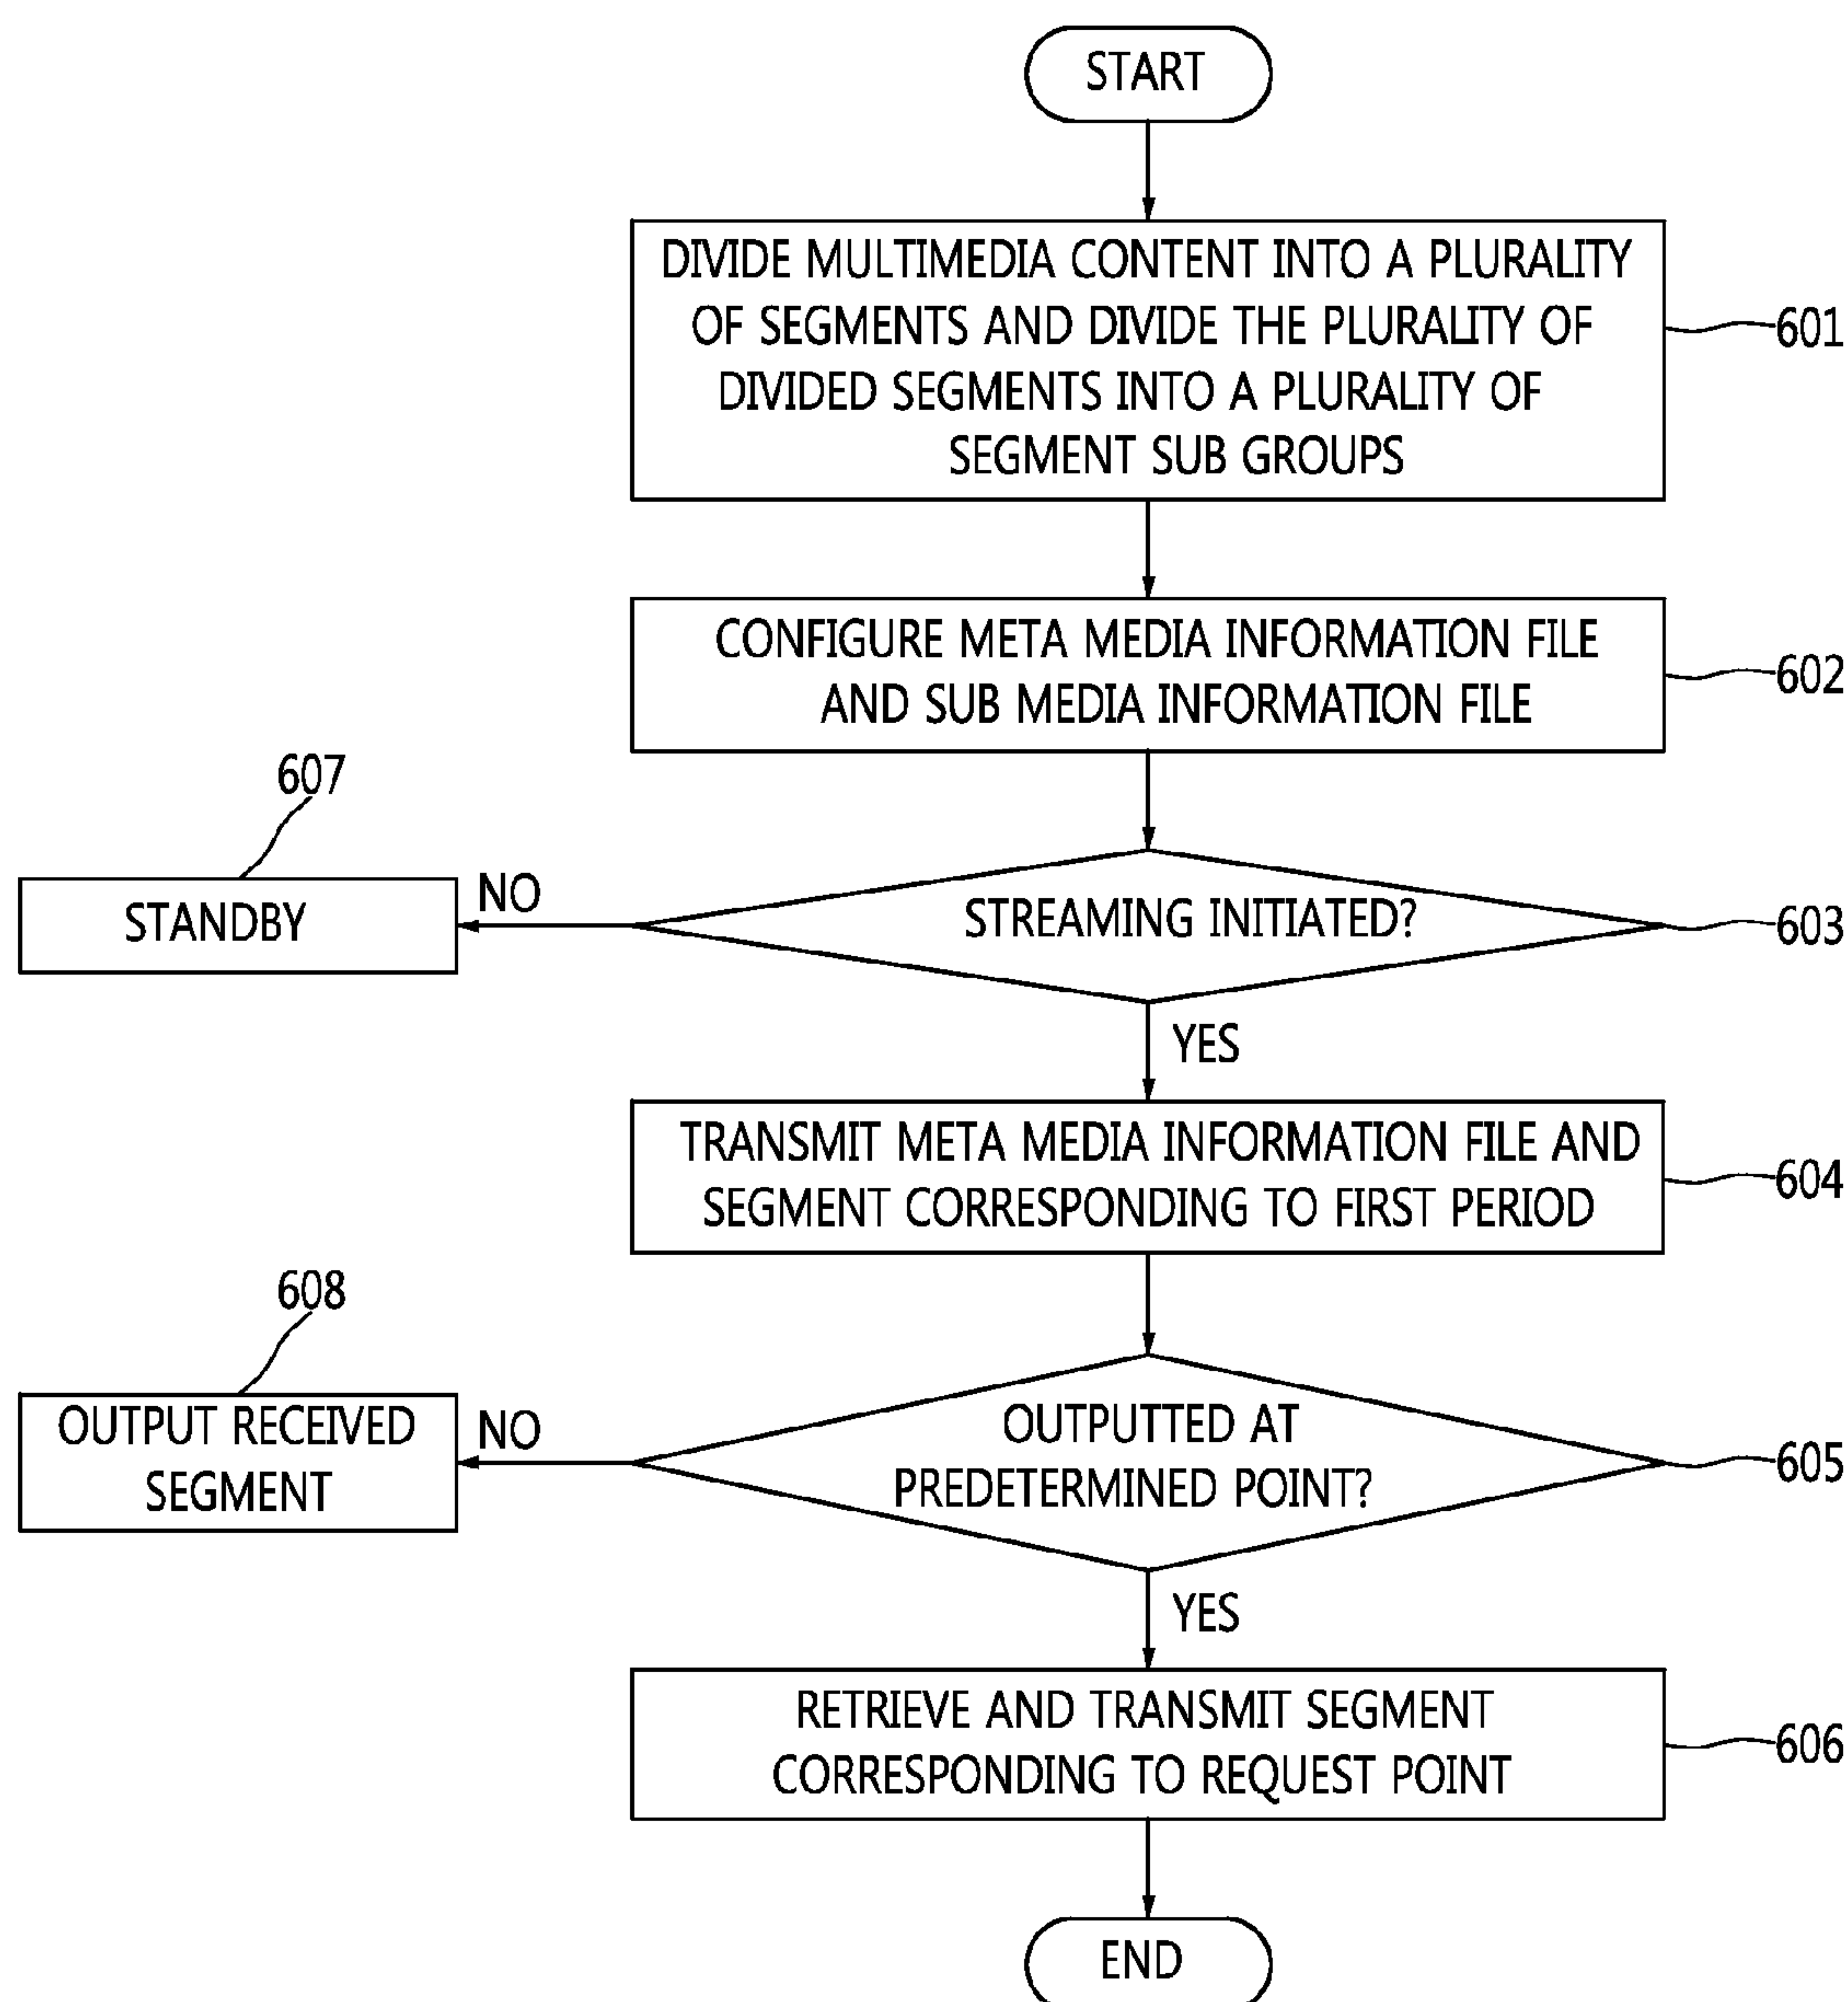 START
DIVIDE MULTIMEDIA CONTENT INTO A PLURALITY
OF SEGMENTS AND DIVIDE THE PLURALITY OF
DIVIDED SEGMENTS INTO A PLURALITY OF
SEGMENT SUB GROUPS
601
CONFIGURE META MEDIA INFORMATION FILE
AND SUB MEDIA INFORMATION FILE
602
607
STANDBY
NO
STREAMING INITIATED?
603
YES
TRANSMIT META MEDIA INFORMATION FILE AND
SEGMENT CORRESPONDING TO FIRST PERIOD
604
608
OUTPUT RECEIVED
SEGMENT
NO
OUTPUTTED AT
PREDETERMINED POINT?
605
YES
RETRIEVE AND TRANSMIT SEGMENT
CORRESPONDING TO REQUEST POINT
606
END